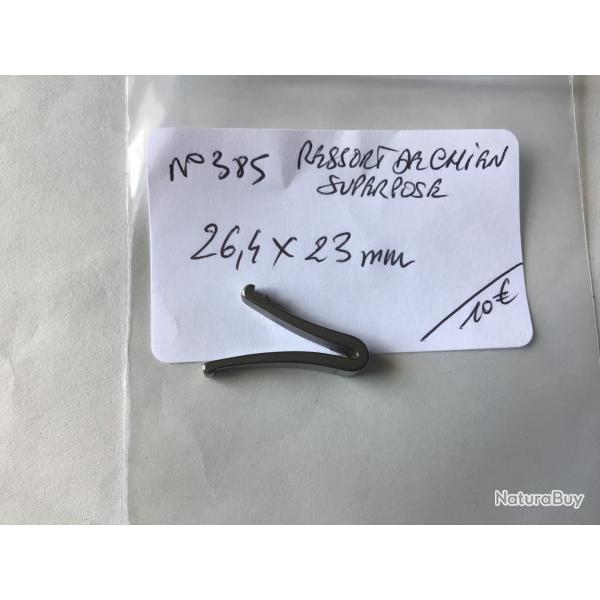 N° 385 RESSORT DE CHIEN
SUPERPOSE
26,4 x 23 mm
10 €
NaturaBuy